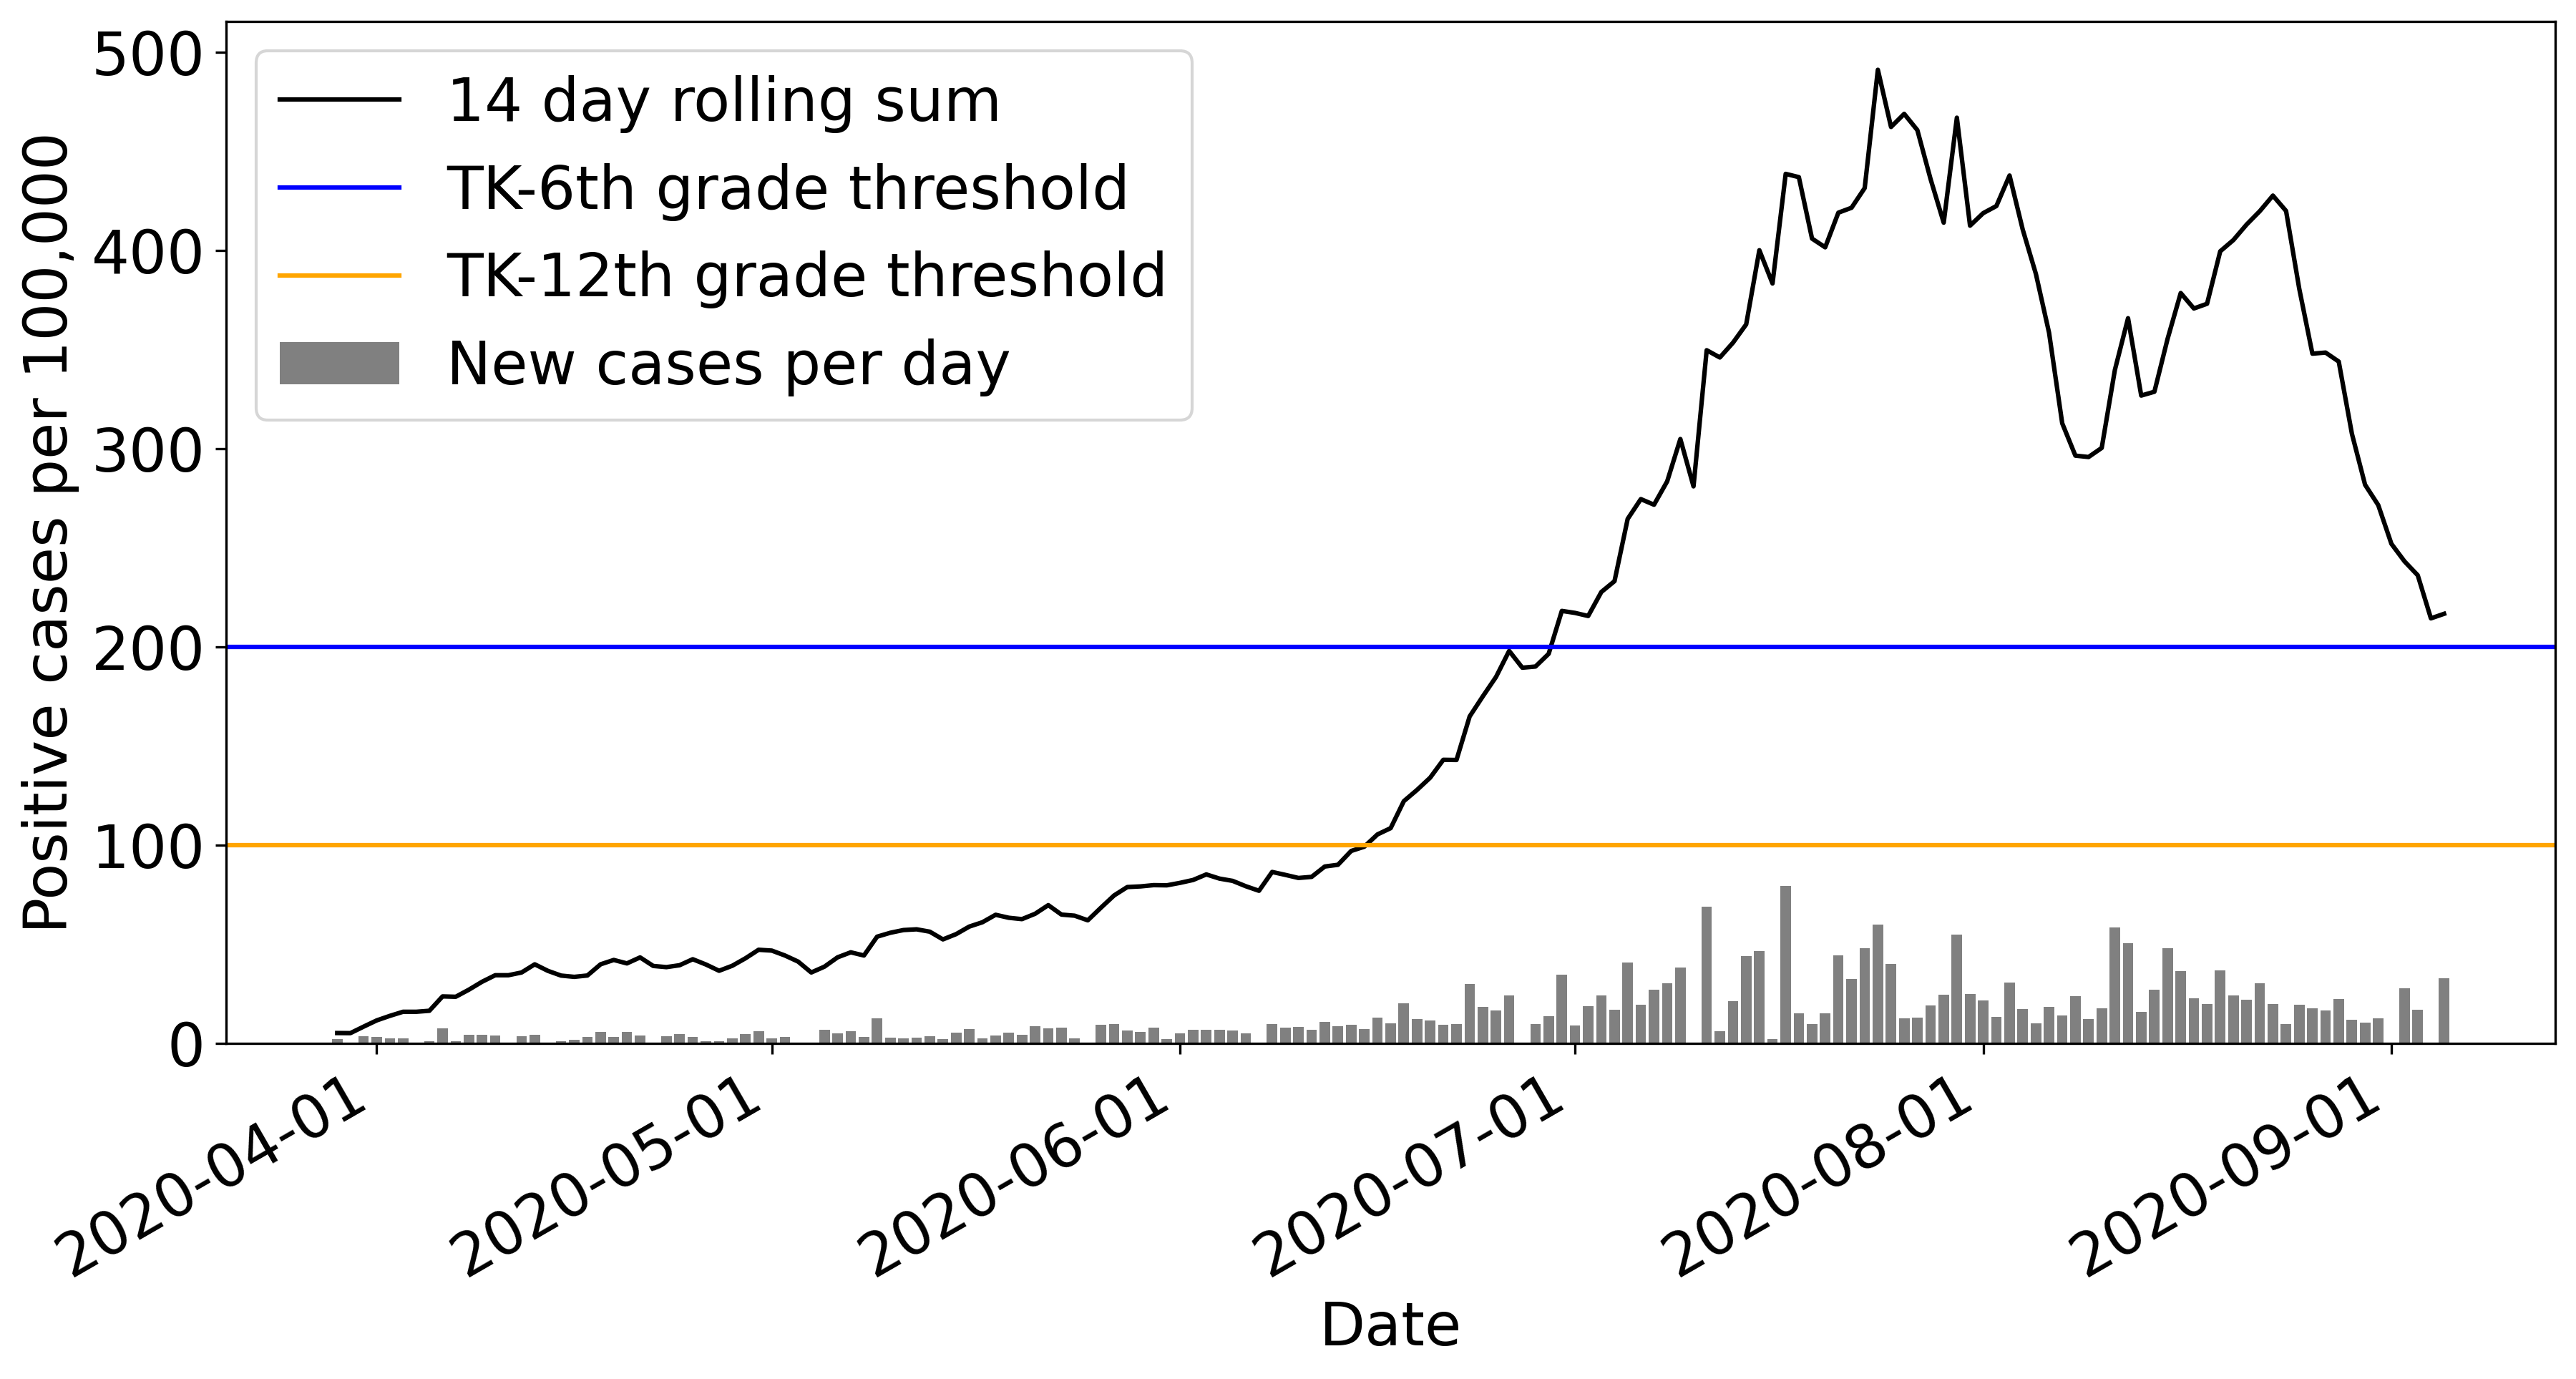 Positive cases per 100,000
500
400
300
200
100
0
14 day rolling sum
TK-6th grade threshold
TK-12th grade threshold
New cases per day
2020-04-01
2020-05-01
2020-06-01
2020-07-01
2020-08-01
2020-09-01
Date